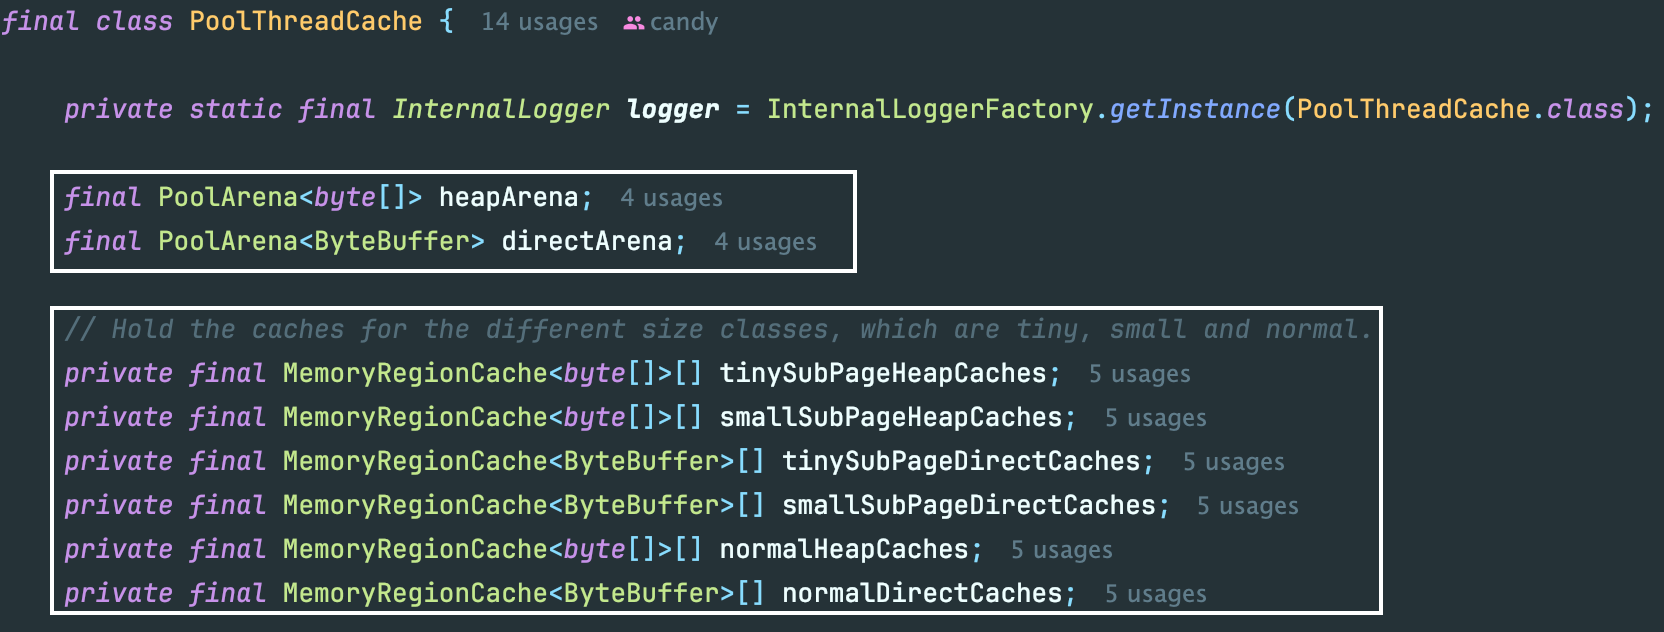 final class PoolThreadCache { 14 usages candy
private static final InternalLogger logger = InternalLoggerFactory.getInstance(PoolThreadCache.class);
final PoolArena<byte[]> heapArena; 4 usages
final PoolArena<ByteBuffer> directArena; 4 usages
// Hold the caches for the different size classes, which are tiny, small and normal.
private final MemoryRegionCache<byte[]>[] tinySubPageHeapCaches; 5 usages
private final MemoryRegionCache<byte[]>[] smallSubPageHeapCaches; 5 usages
private final MemoryRegionCache<ByteBuffer>[] tinySubPageDirectCaches; 5 usages
private final MemoryRegionCache<ByteBuffer>[] smallSubPageDirectCaches; 5 usages
private final MemoryRegionCache<byte[]>[] normalHeapCaches; 5 usages
private final MemoryRegionCache<ByteBuffer>[] normalDirectCaches; 5 usages